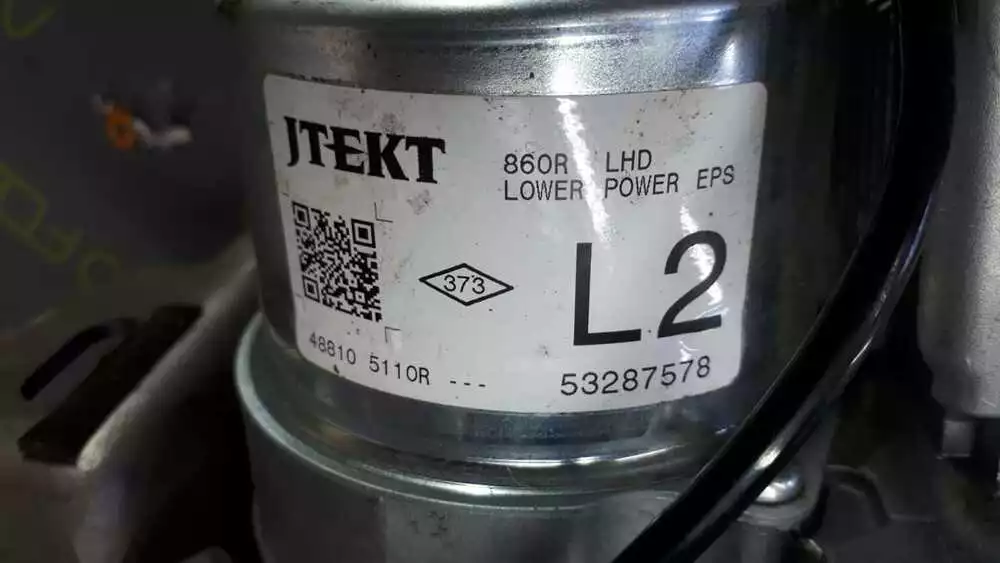 JTEKT
860R LHD
LOWER POWER EPS
373
L2
48810 5110R ---
53287578